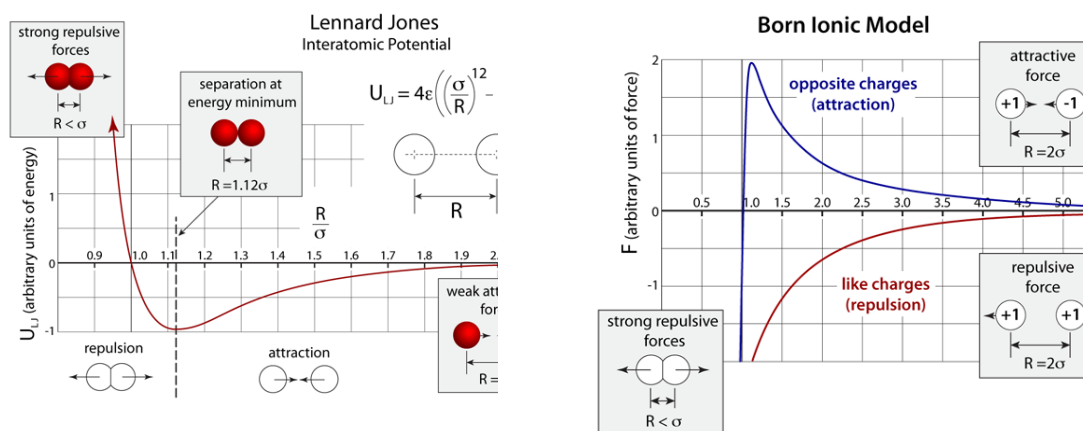 Lennard Jones
Interatomic Potential
strong repulsive
forces
R < σ
separation at
energy minimum
R =1.12σ
U_LJ = 4ε((σ/R)^12 -
R
R/σ
U_LJ (arbitrary units of energy)
1
0
-1
0.9 1.0 1.1 1.2 1.3 1.4 1.5 1.6 1.7 1.8 1.9
repulsion
attraction
weak
R =
Born Ionic Model
F (arbitrary units of force)
2
1
0
-1
0.5 1.0 1.5 2.0 2.5 3.0 3.5 4.0 4.5 5.0
opposite charges
(attraction)
like charges
(repulsion)
attractive
force
+1 -1
R =2σ
repulsive
force
+1 +1
R =2σ
strong repulsive
forces
R < σ